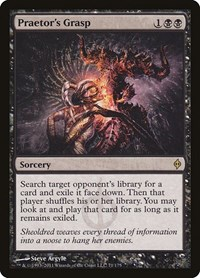 Praetor's Grasp
1
Sorcery
Search target opponent's library for a
card and exile it face down. Then that
player shuffles his or her library. You may
look at and play that card for as long as it
remains exiled.
Sheoldred weaves every thread of information
into a noose to hang her enemies.
Steve Argyle